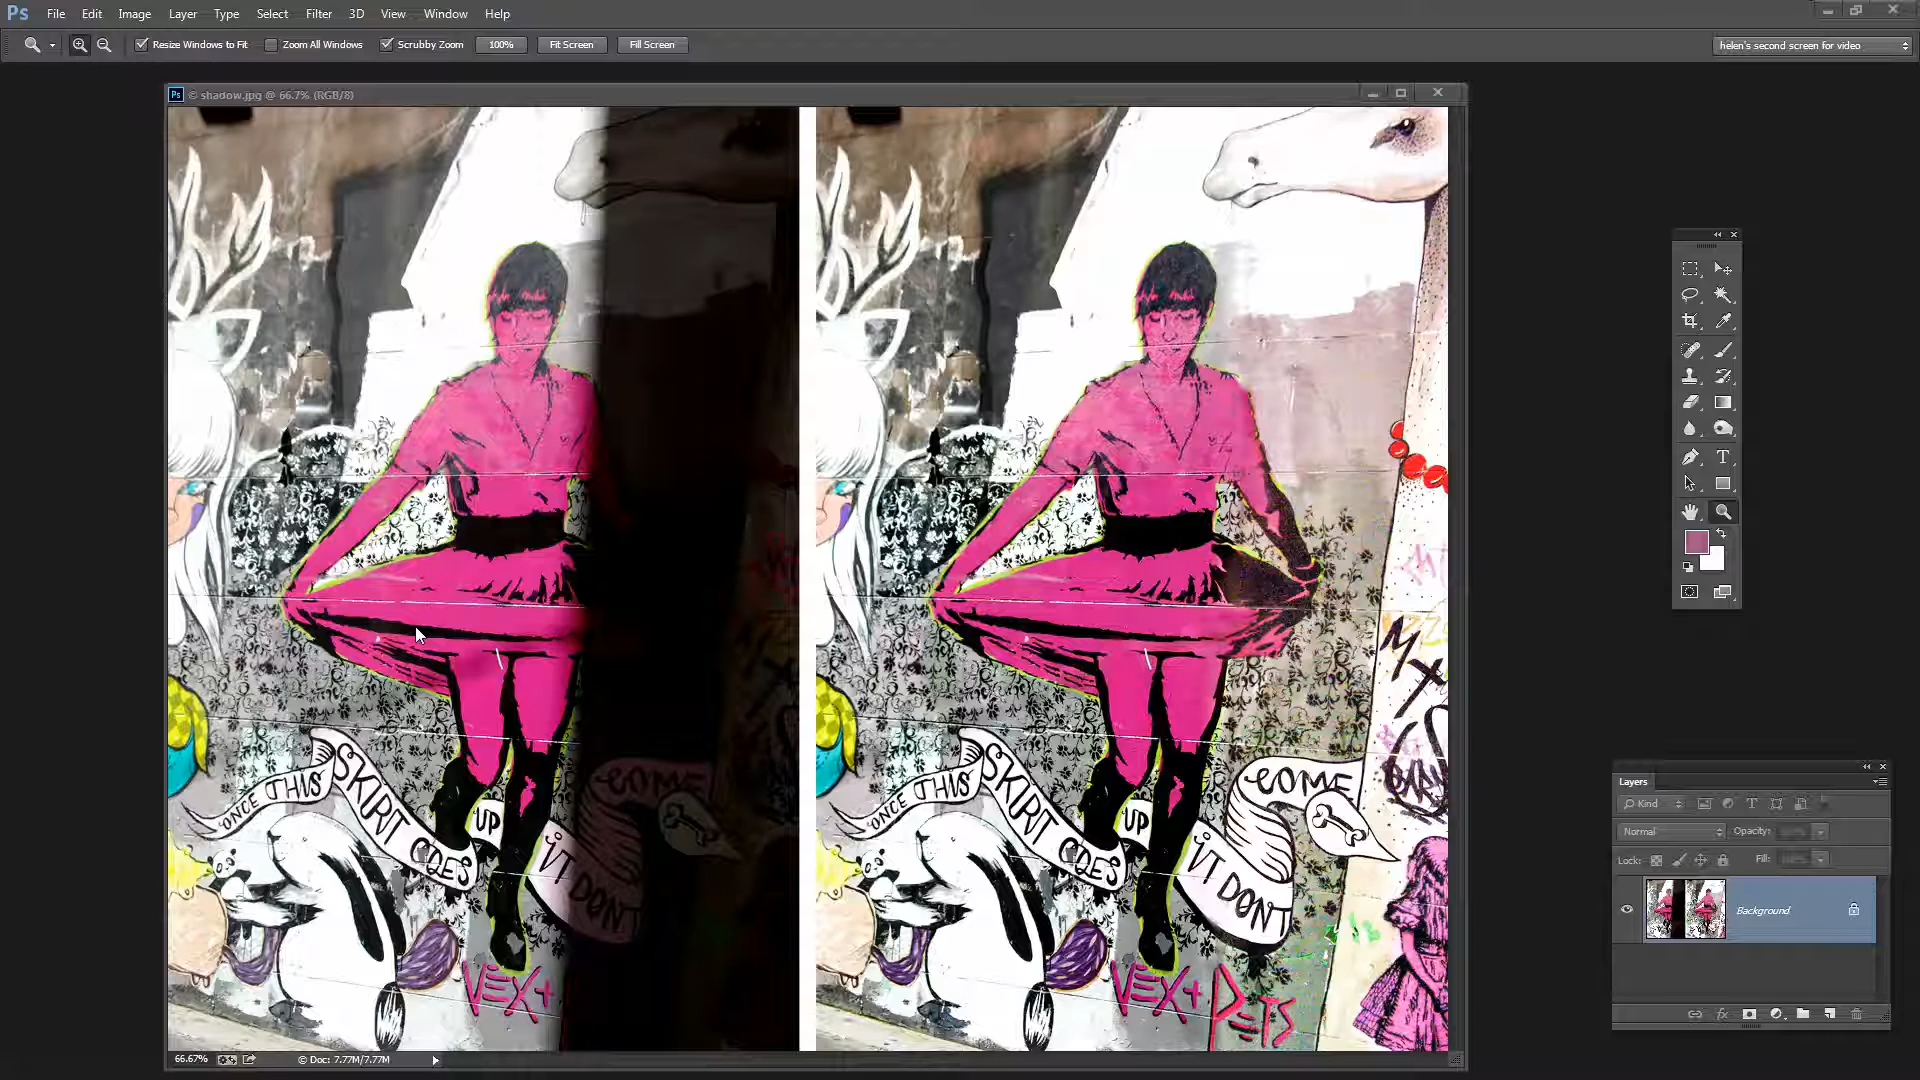 Ps File Edit Image Layer Type Select Filter 3D View Window Help
Resize Windows to Fit Zoom All Windows Scrubby Zoom 100% Fit Screen Fill Screen helen's second screen for video
Ps © shadow.jpg @ 66.7% (RGB/8)
ONCE THIS SKIRT GOES UP IT DON'T COME
VEX+
ONCE THIS SKIRT GOES UP IT DON'T COME
VEX+ PETS
Layers
Kind
Normal Opacity:
Lock: Fill:
Background
66.67% © Doc: 7.77M/7.77M